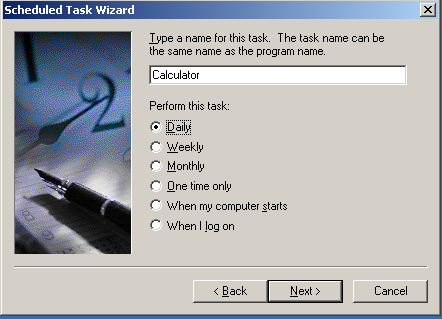 Scheduled Task Wizard
Type a name for this task. The task name can be
the same name as the program name.
Calculator
Perform this task:
Daily
Weekly
Monthly
One time only
When my computer starts
When I log on
< Back
Next >
Cancel